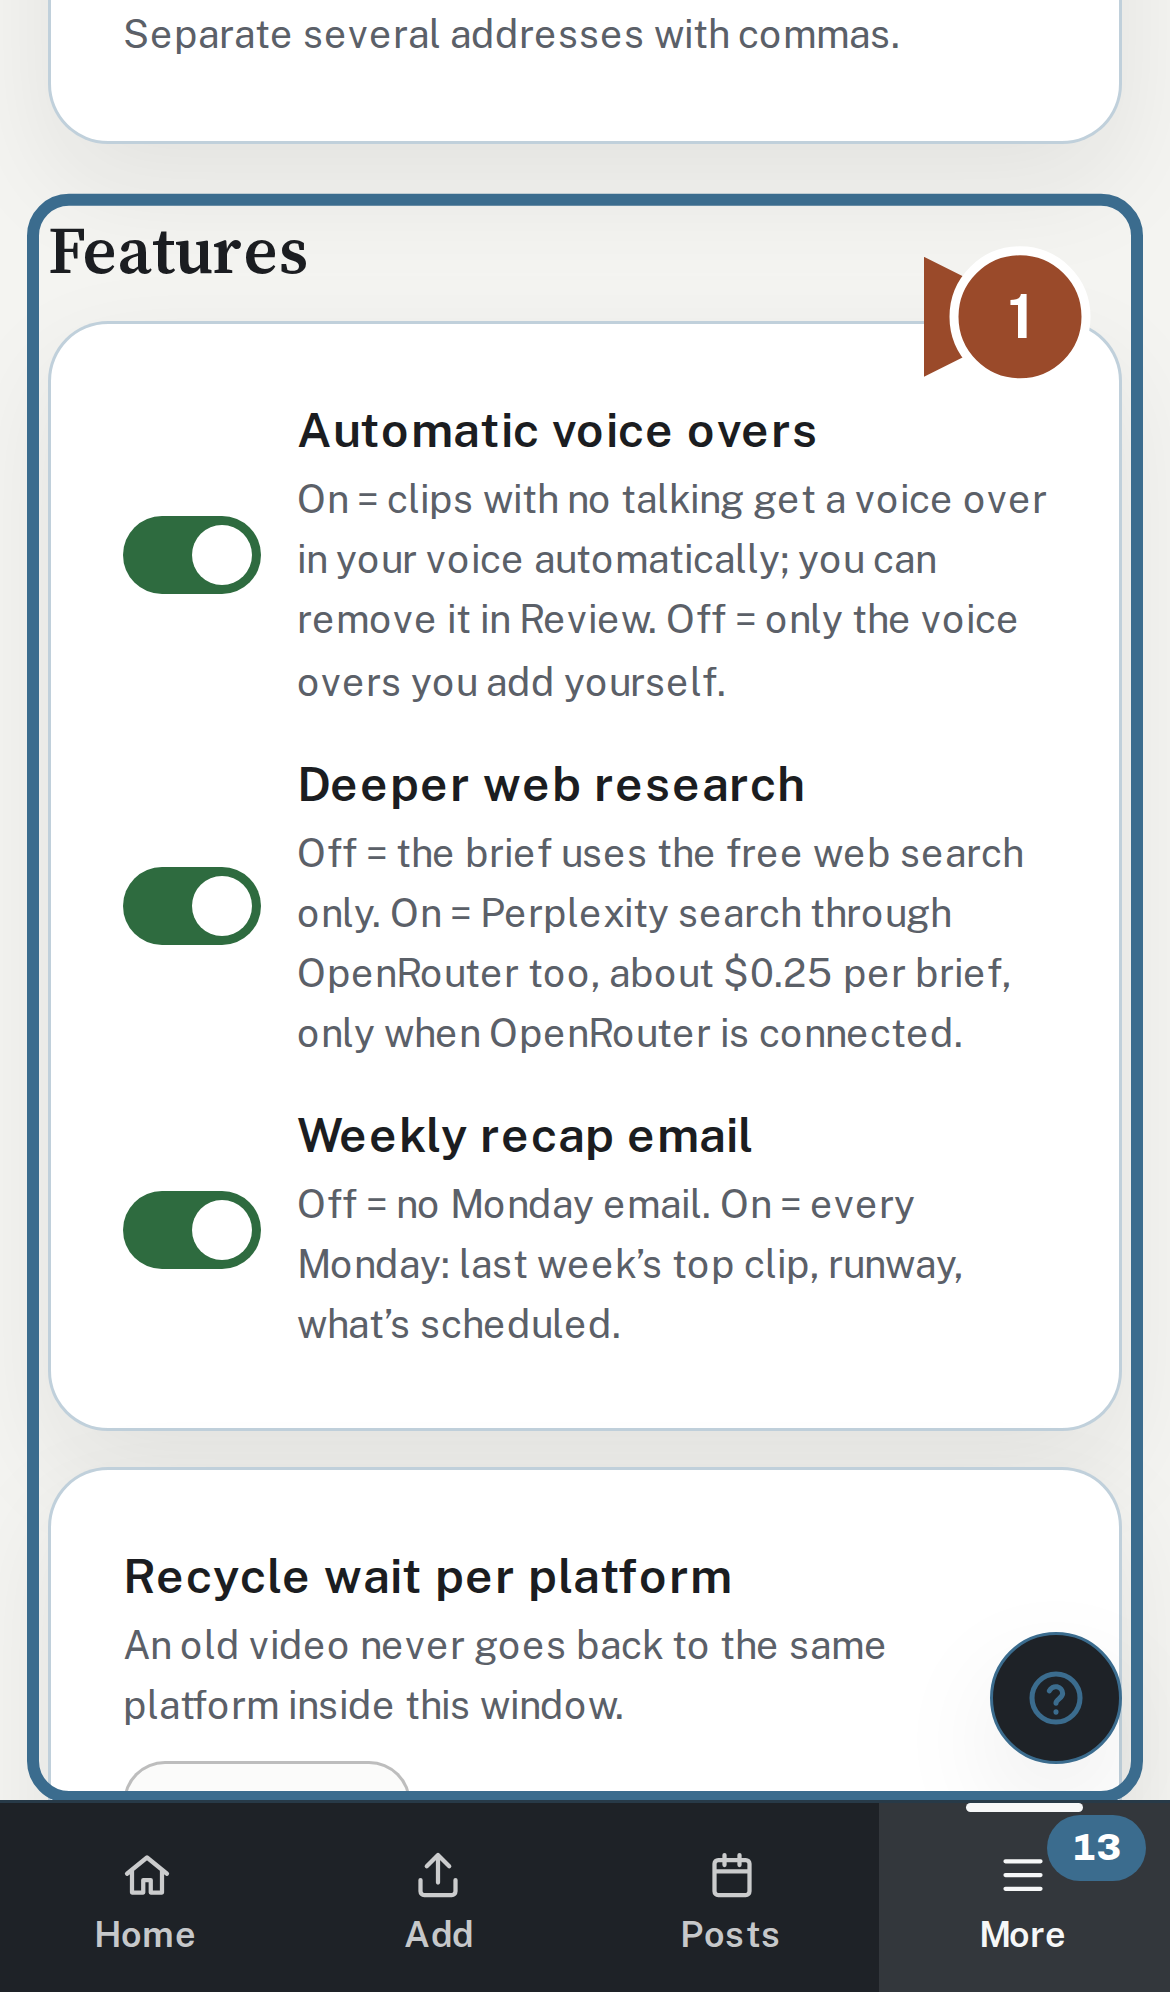 Separate several addresses with commas.
Features
1
Automatic voice overs
On = clips with no talking get a voice over
in your voice automatically; you can
remove it in Review. Off = only the voice
overs you add yourself.
Deeper web research
Off = the brief uses the free web search
only. On = Perplexity search through
OpenRouter too, about $0.25 per brief,
only when OpenRouter is connected.
Weekly recap email
Off = no Monday email. On = every
Monday: last week’s top clip, runway,
what’s scheduled.
Recycle wait per platform
An old video never goes back to the same
platform inside this window.
?
13
Home
Add
Posts
More